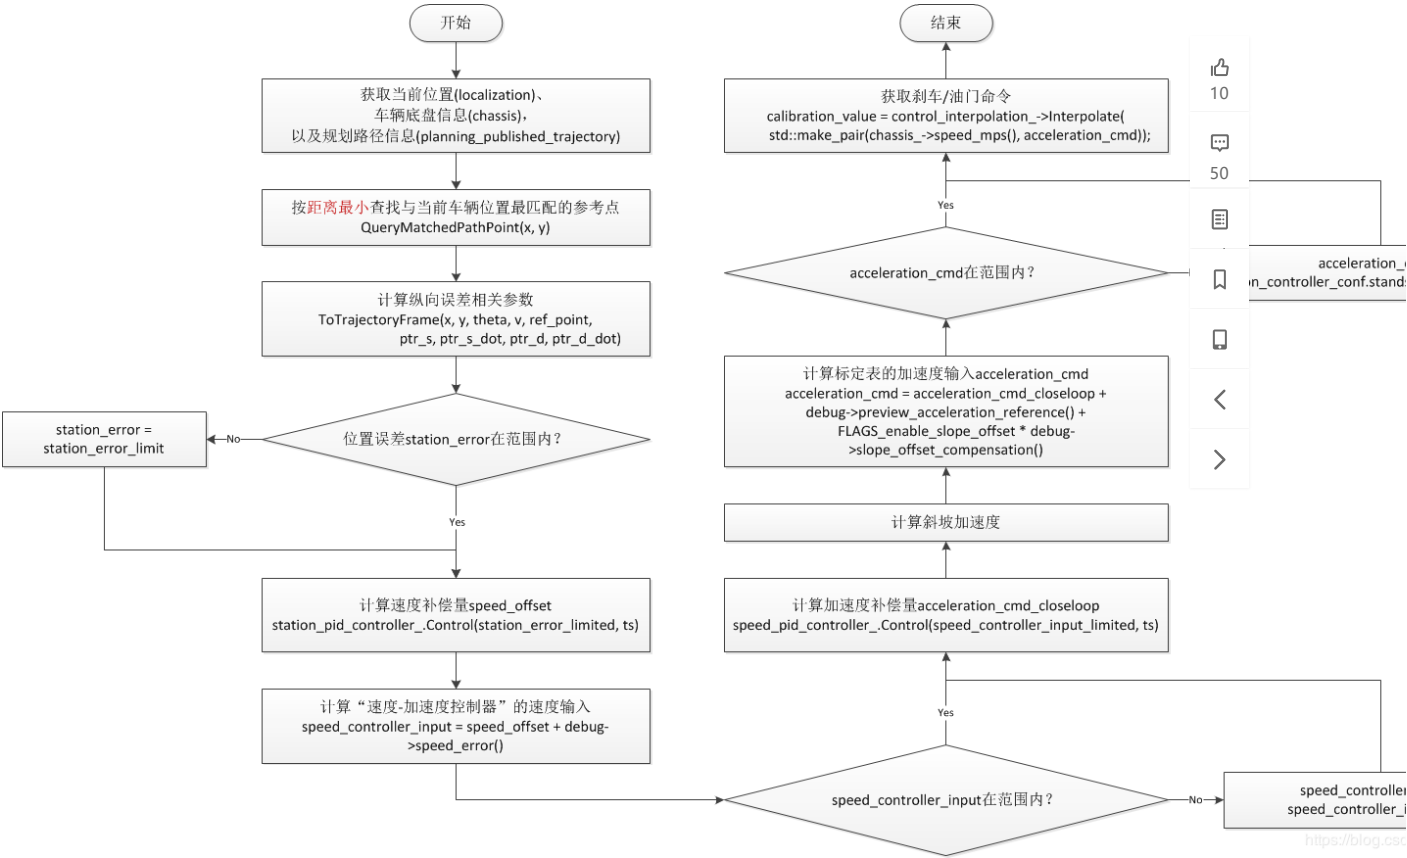 开始
获取当前位置(localization)、
车辆底盘信息(chassis)，
以及规划路径信息(planning_published_trajectory)
按距离最小查找与当前车辆位置最匹配的参考点
QueryMatchedPathPoint(x, y)
计算纵向误差相关参数
ToTrajectoryFrame(x, y, theta, v, ref_point,
ptr_s, ptr_s_dot, ptr_d, ptr_d_dot)
位置误差station_error在范围内？
No
station_error =
station_error_limit
Yes
计算速度补偿量speed_offset
station_pid_controller_.Control(station_error_limited, ts)
计算“速度-加速度控制器”的速度输入
speed_controller_input = speed_offset + debug-
>speed_error()
speed_controller_input在范围内？
No
speed_controller
speed_controller_i
Yes
计算加速度补偿量acceleration_cmd_closeloop
speed_pid_controller_.Control(speed_controller_input_limited, ts)
计算斜坡加速度
计算标定表的加速度输入acceleration_cmd
acceleration_cmd = acceleration_cmd_closeloop +
debug->preview_acceleration_reference() +
FLAGS_enable_slope_offset * debug-
>slope_offset_compensation()
acceleration_cmd在范围内？
acceleration_
on_controller_conf.stands
Yes
获取刹车/油门命令
calibration_value = control_interpolation_->Interpolate(
std::make_pair(chassis_->speed_mps(), acceleration_cmd));
结束
10
50
https://blog.csd